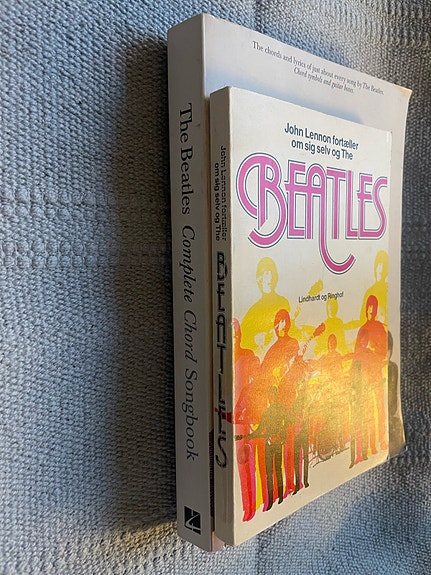 The chords and lyrics of just about every song by The Beatles.
Chord symbols and guitar boxes.
The Beatles Complete Chord Songbook
John Lennon fortæller
om sig selv og The
BEATLES
John Lennon fortæller
om sig selv og The
BEATLES
Lindhardt og Ringhof